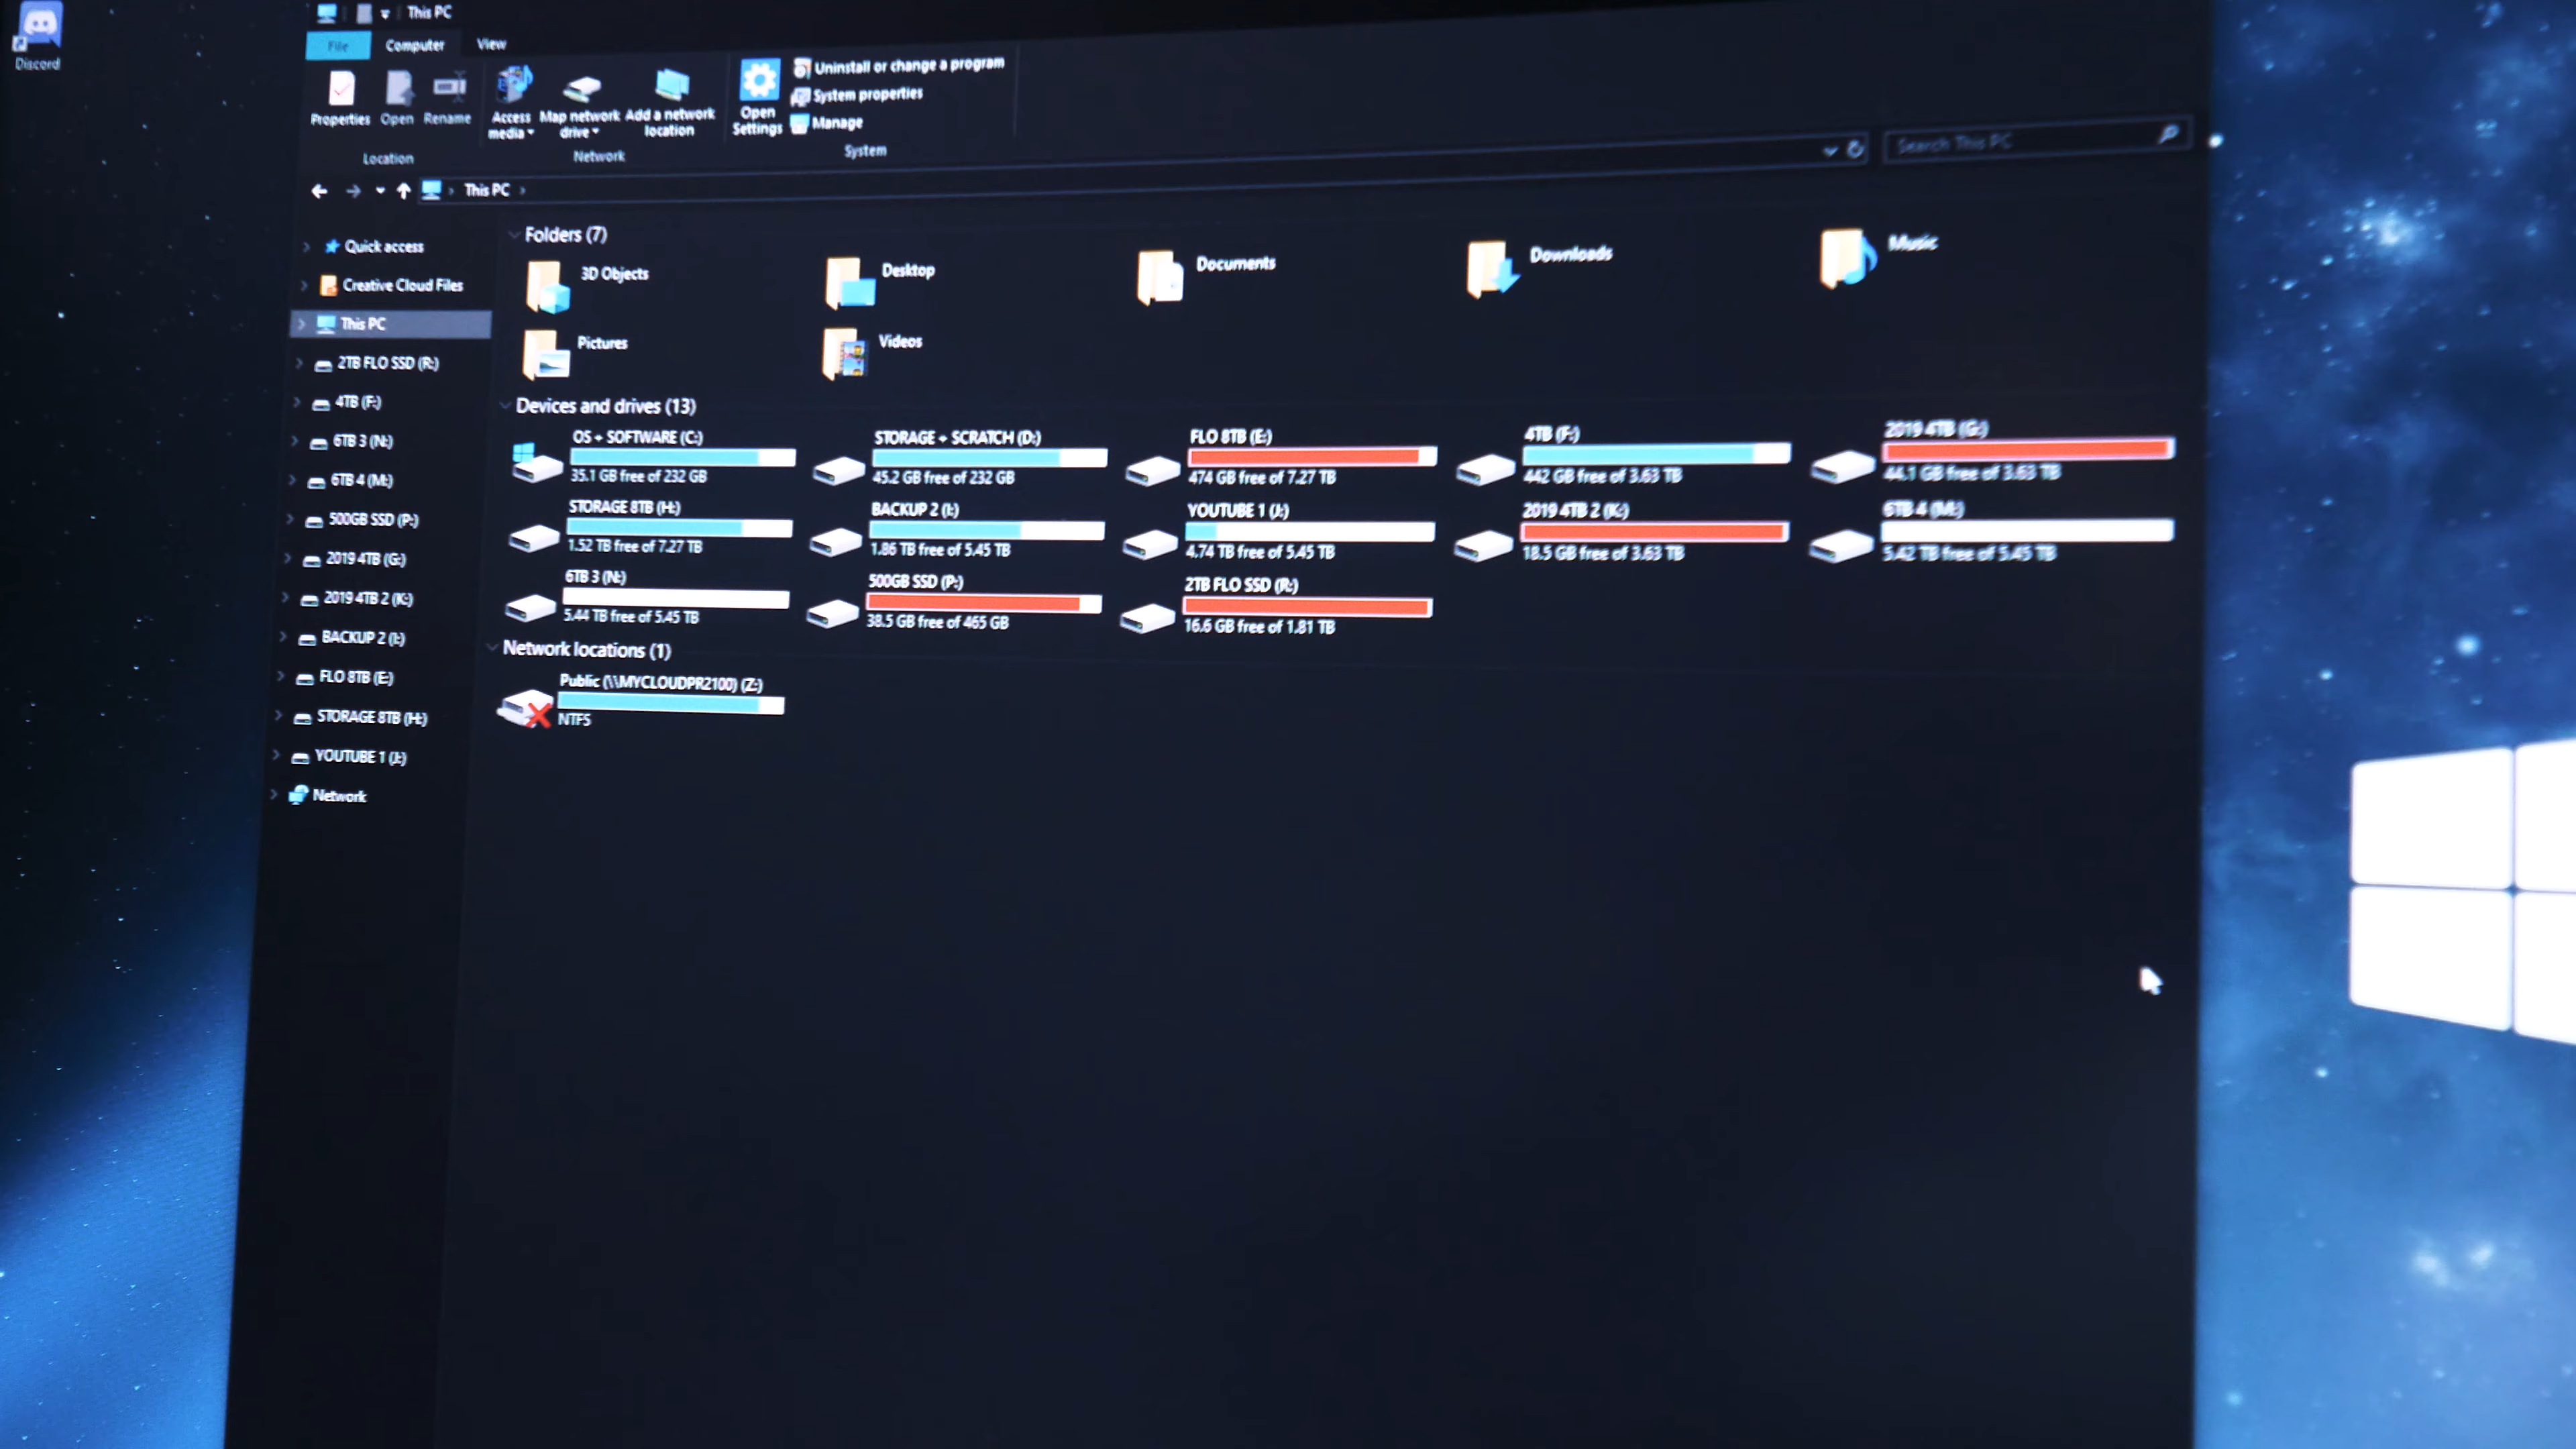 Discord
This PC
File Computer View
Properties Open Rename Access media Map network drive Add a network location Open Settings Uninstall or change a program
System properties
Manage
Location Network System
This PC
Search This PC
Quick access
Creative Cloud Files
This PC
2TB FLO SSD (R:)
4TB (F:)
6TB 3 (N:)
6TB 4 (M:)
500GB SSD (P:)
2019 4TB (G:)
2019 4TB 2 (K:)
BACKUP 2 (I:)
FLO 8TB (E:)
STORAGE 8TB (H:)
YOUTUBE 1 (J:)
Network
Folders (7)
3D Objects Desktop Documents Downloads Music
Pictures Videos
Devices and drives (13)
OS + SOFTWARE (C:) STORAGE + SCRATCH (D:) FLO 8TB (E:) 4TB (F:) 2019 4TB (G:)
35.1 GB free of 232 GB 45.2 GB free of 232 GB 474 GB free of 7.27 TB 442 GB free of 3.63 TB 44.1 GB free of 3.63 TB
STORAGE 8TB (H:) BACKUP 2 (I:) YOUTUBE 1 (J:) 2019 4TB 2 (K:) 6TB 4 (M:)
1.52 TB free of 7.27 TB 1.86 TB free of 5.45 TB 4.74 TB free of 5.45 TB 18.5 GB free of 3.63 TB 5.42 TB free of 5.45 TB
6TB 3 (N:) 500GB SSD (P:) 2TB FLO SSD (R:)
5.44 TB free of 5.45 TB 38.5 GB free of 465 GB 16.6 GB free of 1.81 TB
Network locations (1)
Public (\\MYCLOUDPR2100) (Z:)
NTFS